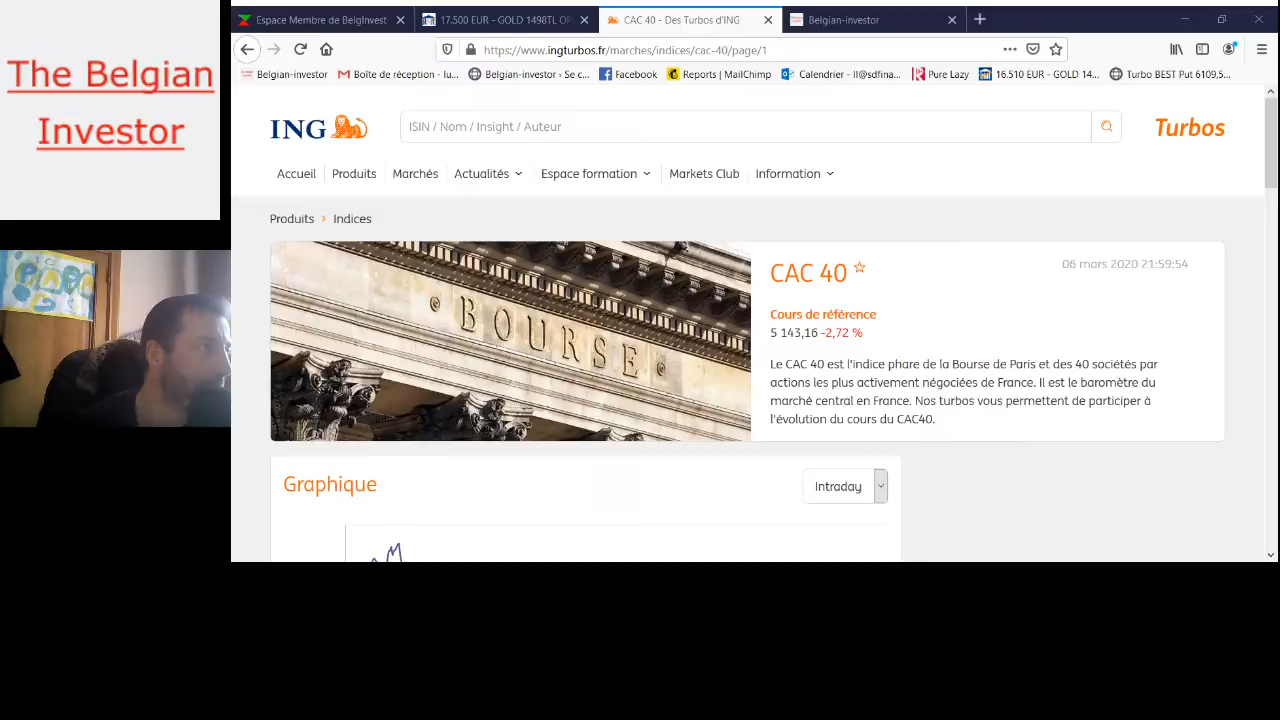 The Belgian
Investor
Espace Membre de BelgInvest
17.500 EUR - GOLD 1498TL OP
CAC 40 - Des Turbos d'ING
Belgian-investor
https://www.ingturbos.fr/marches/indices/cac-40/page/1
Belgian-investor
Boîte de réception - lu...
Belgian-investor › Se c...
Facebook
Reports | MailChimp
Calendrier - ll@sdfina...
Pure Lazy
16.510 EUR - GOLD 14...
Turbo BEST Put 6109,5...
ING
ISIN / Nom / Insight / Auteur
Turbos
Accueil
Produits
Marchés
Actualités
Espace formation
Markets Club
Information
Produits › Indices
BOURSE
CAC 40
06 mars 2020 21:59:54
Cours de référence
5 143,16 -2,72 %
Le CAC 40 est l'indice phare de la Bourse de Paris et des 40 sociétés par
actions les plus activement négociées de France. Il est le baromètre du
marché central en France. Nos turbos vous permettent de participer à
l'évolution du cours du CAC40.
Graphique
Intraday